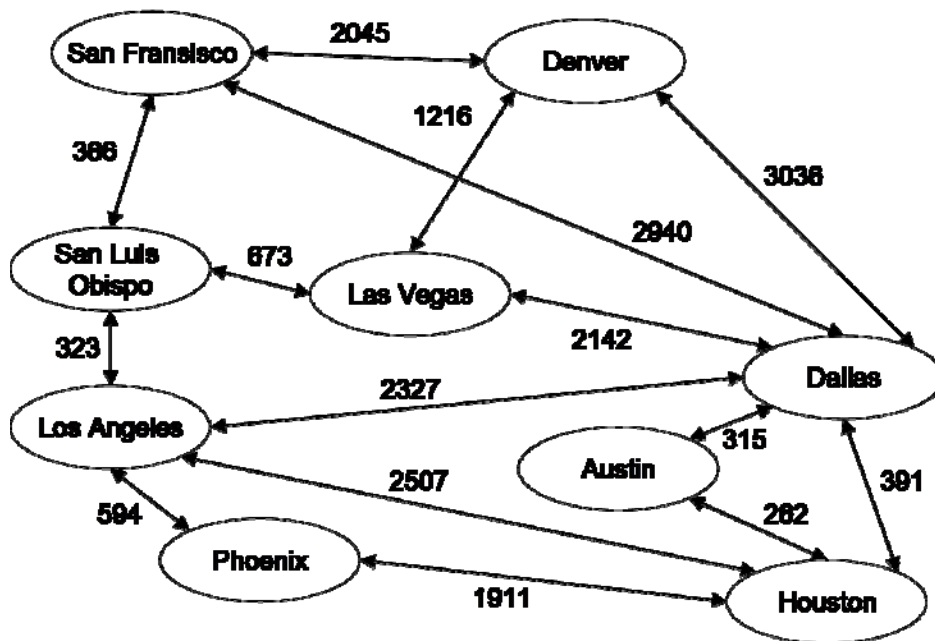 San Fransisco
2045
Denver
1216
386
3036
2940
San Luis
Obispo
673
Las Vegas
2142
323
Dallas
2327
Los Angeles
315
Austin
2507
391
594
262
Phoenix
1911
Houston